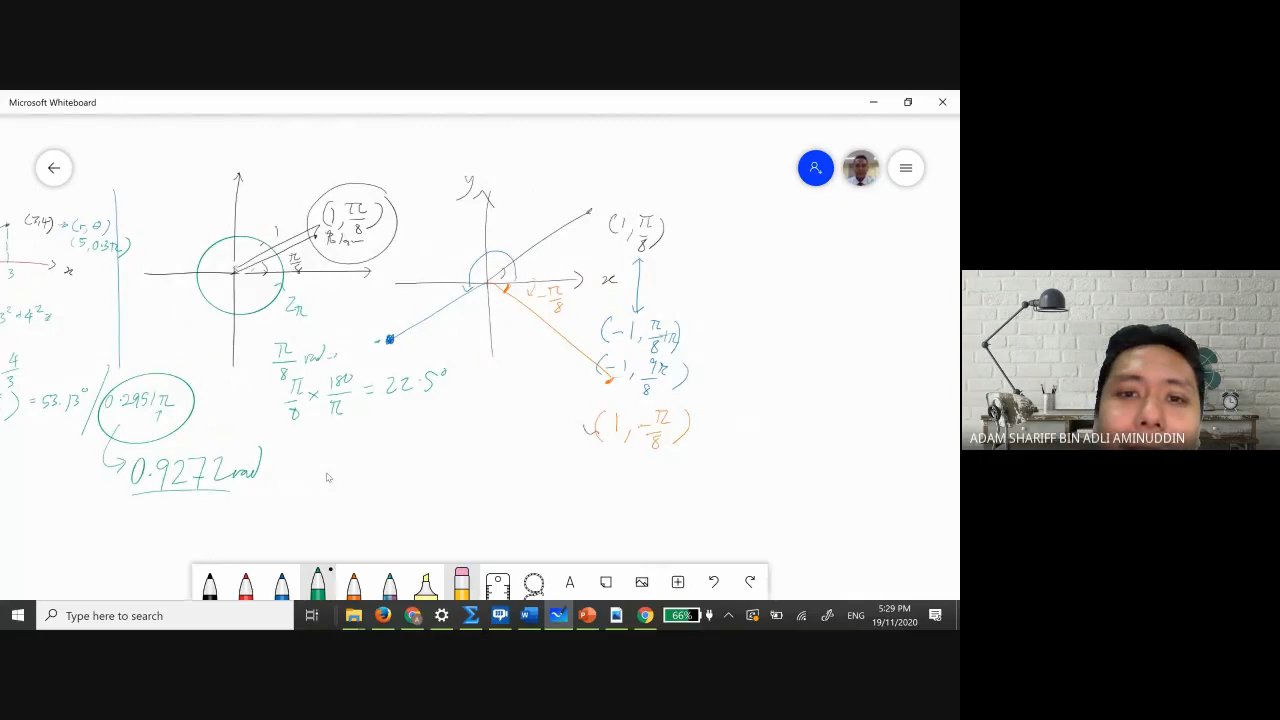 Microsoft Whiteboard
(3,4) → (r, θ)
(5, 0.3π)
3
x
3² + 4² =
4/3
) = 53.13° / 0.2951π
0.9272 rad
1
(1, π/8)
π/8
2π
π/8 rad
π/8 × 180/π = 22.5°
y
x
(1, π/8)
-π/8
(-1, π/8+π)
(-1, 9π/8)
(1, -π/8)
ADAM SHARIFF BIN ADLI AMINUDDIN
A
Type here to search
66%
ENG
5:29 PM
19/11/2020